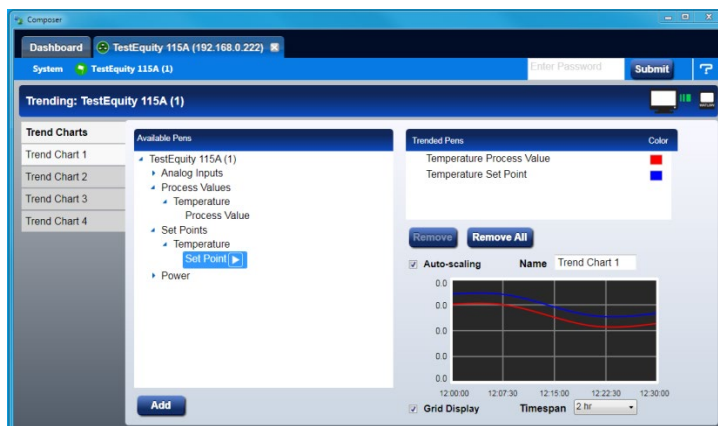 Composer
Dashboard
TestEquity 115A (192.168.0.222)
System
TestEquity 115A (1)
Enter Password
Submit
?
Trending: TestEquity 115A (1)
Trend Charts
Trend Chart 1
Trend Chart 2
Trend Chart 3
Trend Chart 4
Available Pens
TestEquity 115A (1)
Analog Inputs
Process Values
Temperature
Process Value
Set Points
Temperature
Set Point
Power
Add
Trended Pens Color
Temperature Process Value
Temperature Set Point
Remove Remove All
Auto-scaling Name Trend Chart 1
0.0
0.0
0.0
0.0
0.0
12:00:00 12:07:30 12:15:00 12:22:30 12:30:00
Grid Display Timespan 2 hr